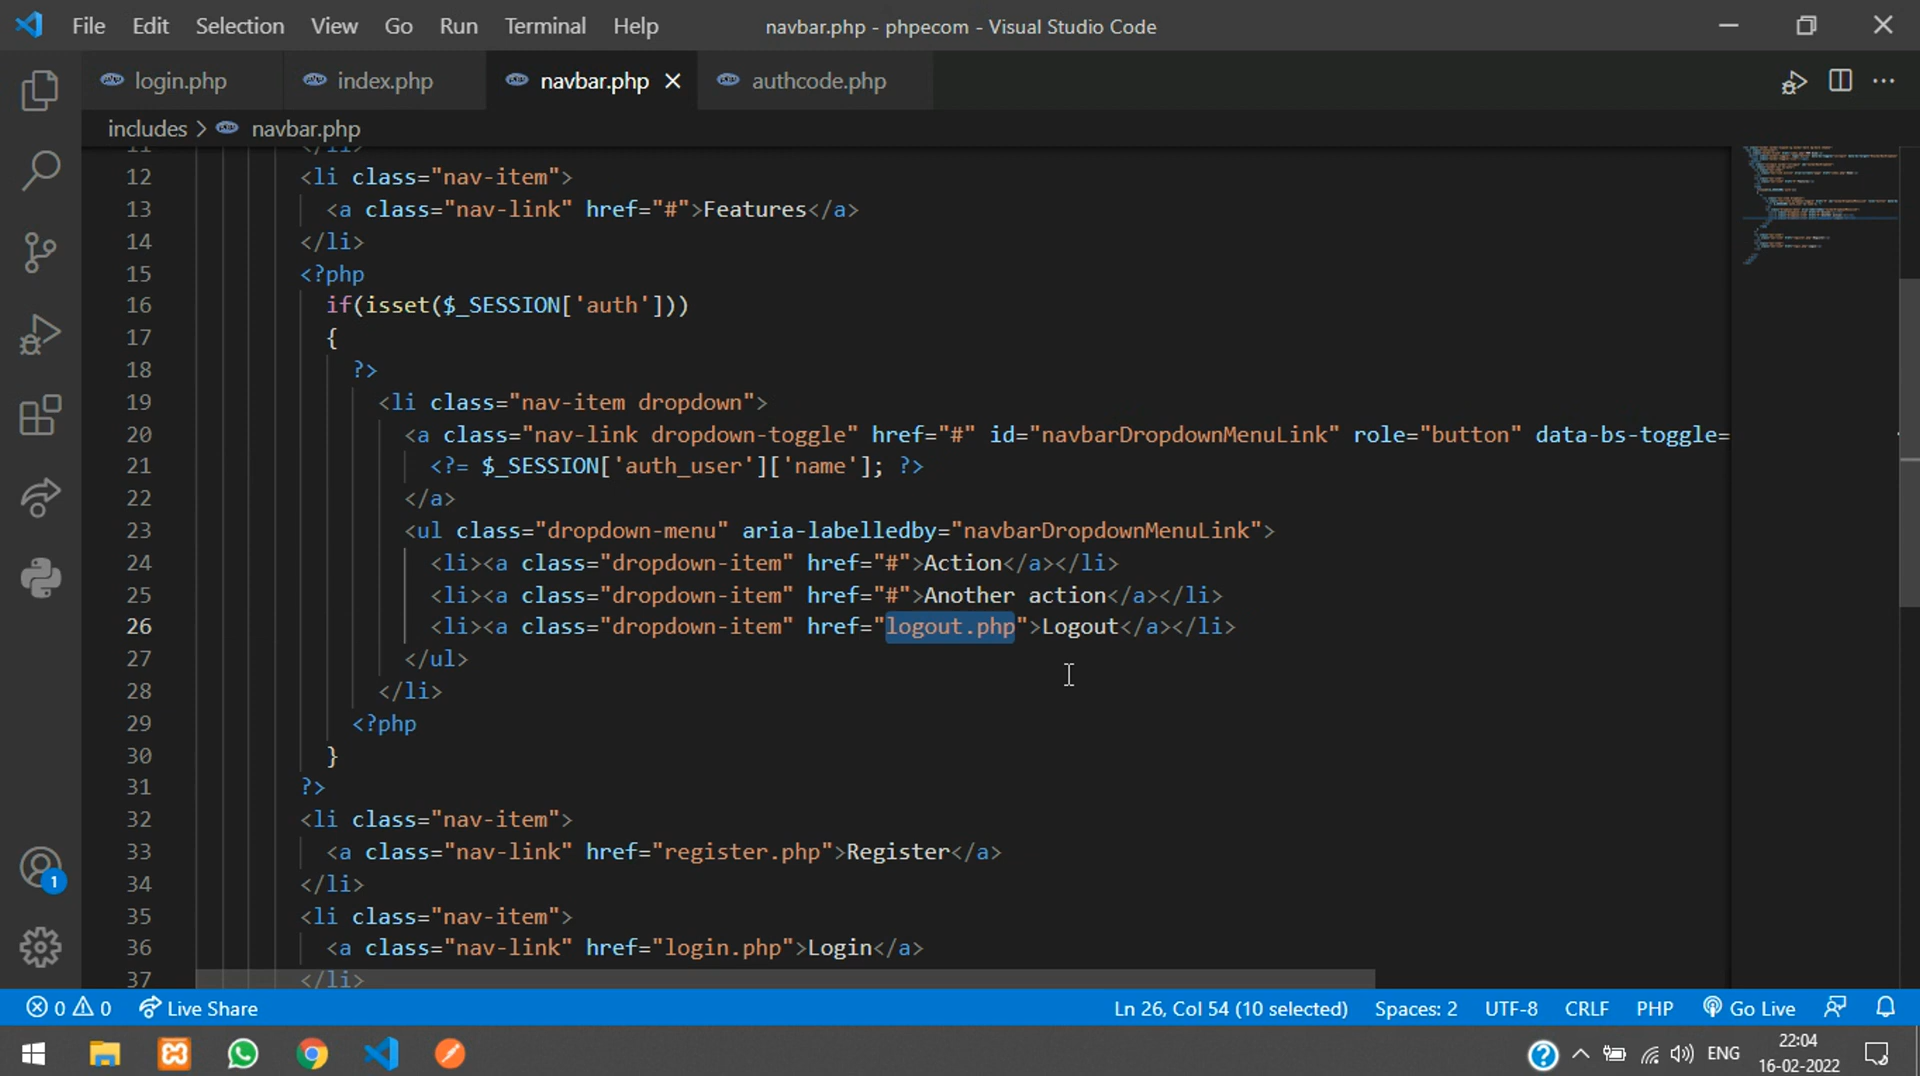 File Edit Selection View Go Run Terminal Help navbar.php - phpecom - Visual Studio Code
login.php index.php navbar.php authcode.php
includes > navbar.php
11 </li>
12 <li class="nav-item">
13 <a class="nav-link" href="#">Features</a>
14 </li>
15 <?php
16 if(isset($_SESSION['auth']))
17 {
18 ?>
19 <li class="nav-item dropdown">
20 <a class="nav-link dropdown-toggle" href="#" id="navbarDropdownMenuLink" role="button" data-bs-toggle=
21 <?= $_SESSION['auth_user']['name']; ?>
22 </a>
23 <ul class="dropdown-menu" aria-labelledby="navbarDropdownMenuLink">
24 <li><a class="dropdown-item" href="#">Action</a></li>
25 <li><a class="dropdown-item" href="#">Another action</a></li>
26 <li><a class="dropdown-item" href="logout.php">Logout</a></li>
27 </ul>
28 </li>
29 <?php
30 }
31 ?>
32 <li class="nav-item">
33 <a class="nav-link" href="register.php">Register</a>
34 </li>
35 <li class="nav-item">
36 <a class="nav-link" href="login.php">Login</a>
37 </li>
1
0 0 Live Share Ln 26, Col 54 (10 selected) Spaces: 2 UTF-8 CRLF PHP Go Live
ENG 22:04
16-02-2022